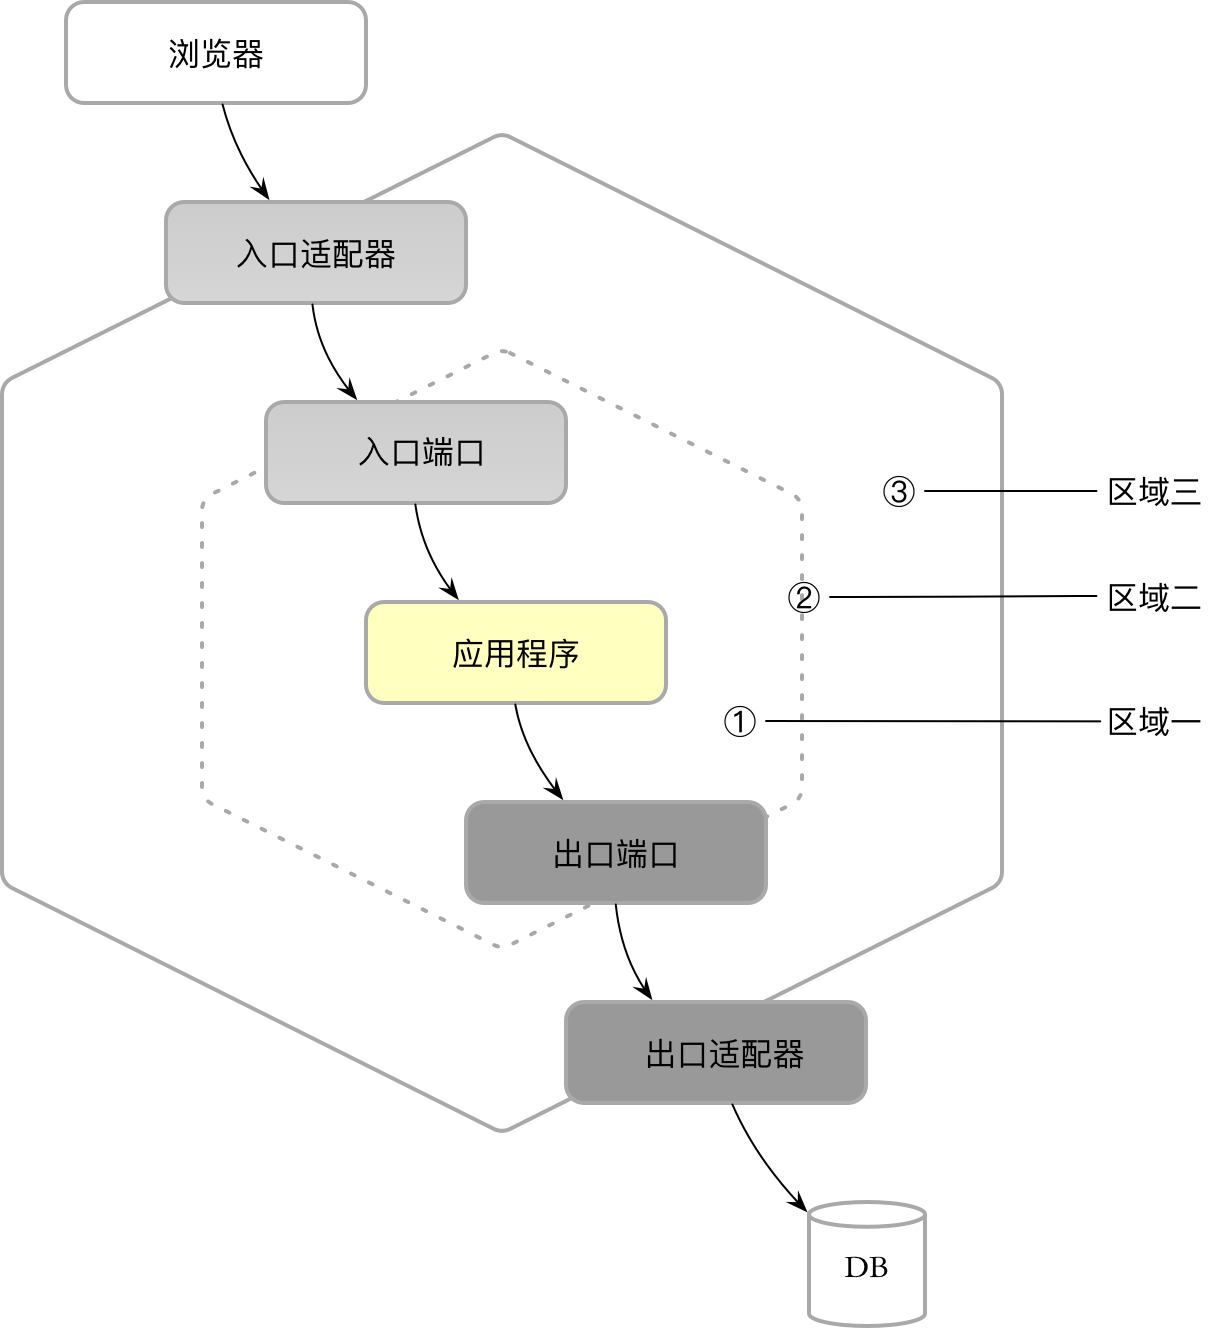 浏览器
入口适配器
入口端口
③ 区域三
② 区域二
应用程序
① 区域一
出口端口
出口适配器
DB